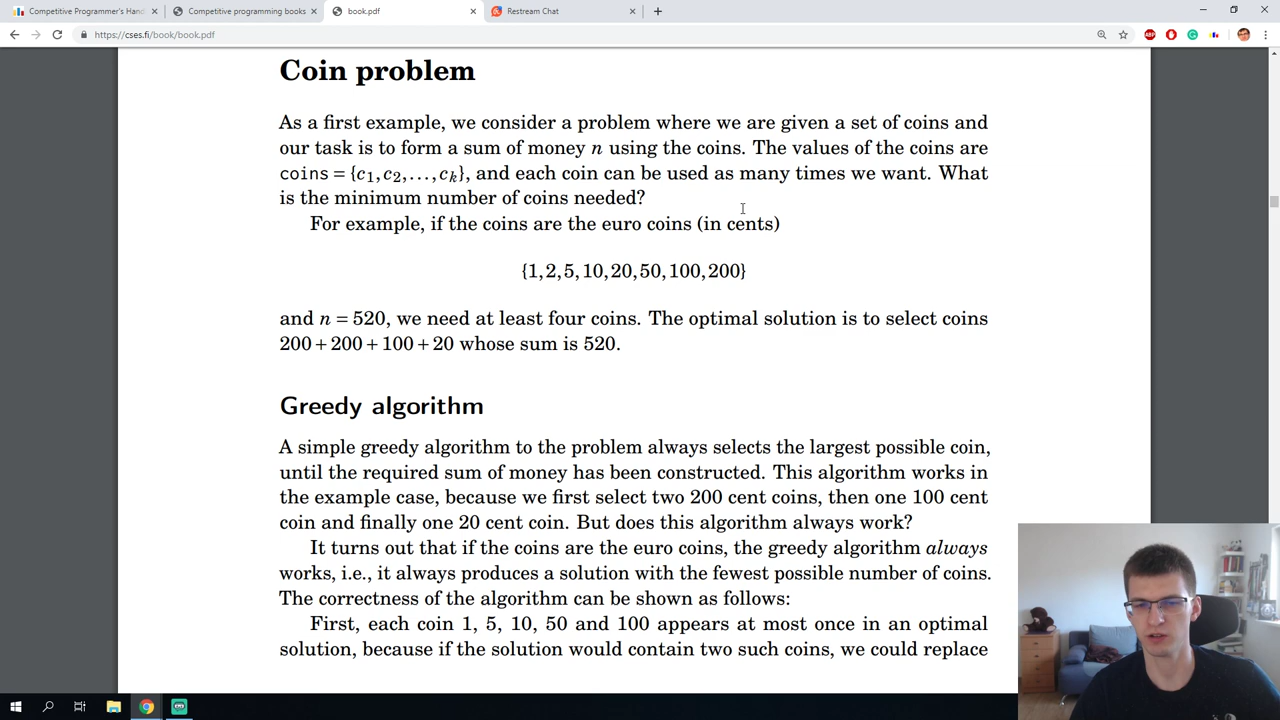 Competitive Programmer's Hand
Competitive programming books
book.pdf
Restream Chat
https://cses.fi/book/book.pdf
ABP
Coin problem
As a first example, we consider a problem where we are given a set of coins and
our task is to form a sum of money n using the coins. The values of the coins are
coins = {c₁,c₂,...,cₖ}, and each coin can be used as many times we want. What
is the minimum number of coins needed?
For example, if the coins are the euro coins (in cents)
{1,2,5,10,20,50,100,200}
and n = 520, we need at least four coins. The optimal solution is to select coins
200+200+100+20 whose sum is 520.
Greedy algorithm
A simple greedy algorithm to the problem always selects the largest possible coin,
until the required sum of money has been constructed. This algorithm works in
the example case, because we first select two 200 cent coins, then one 100 cent
coin and finally one 20 cent coin. But does this algorithm always work?
It turns out that if the coins are the euro coins, the greedy algorithm always
works, i.e., it always produces a solution with the fewest possible number of coins.
The correctness of the algorithm can be shown as follows:
First, each coin 1, 5, 10, 50 and 100 appears at most once in an optimal
solution, because if the solution would contain two such coins, we could replace